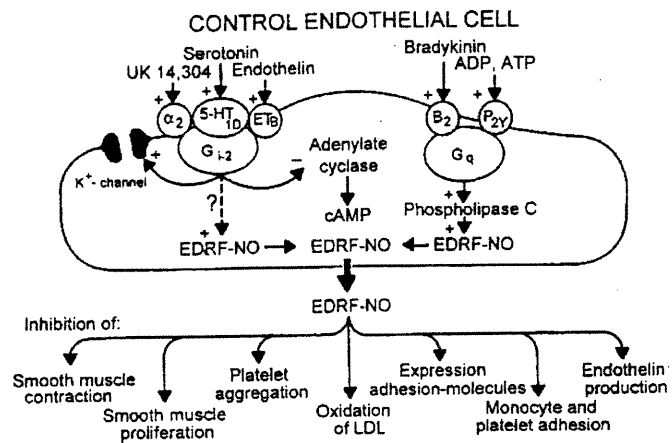 CONTROL ENDOTHELIAL CELL
Serotonin
UK 14,304
Endothelin
Bradykinin
ADP, ATP
+
+
+
+
+
α2
5-HT1D
ETB
B2
P2Y
Gi-2
Gq
+
K+- channel
−
Adenylate
cyclase
?
cAMP
+
Phospholipase C
+
+
EDRF-NO
EDRF-NO
EDRF-NO
EDRF-NO
Inhibition of:
Smooth muscle
contraction
Smooth muscle
proliferation
Platelet
aggregation
Oxidation
of LDL
Expression
adhesion-molecules
Monocyte and
platelet adhesion
Endothelin
production